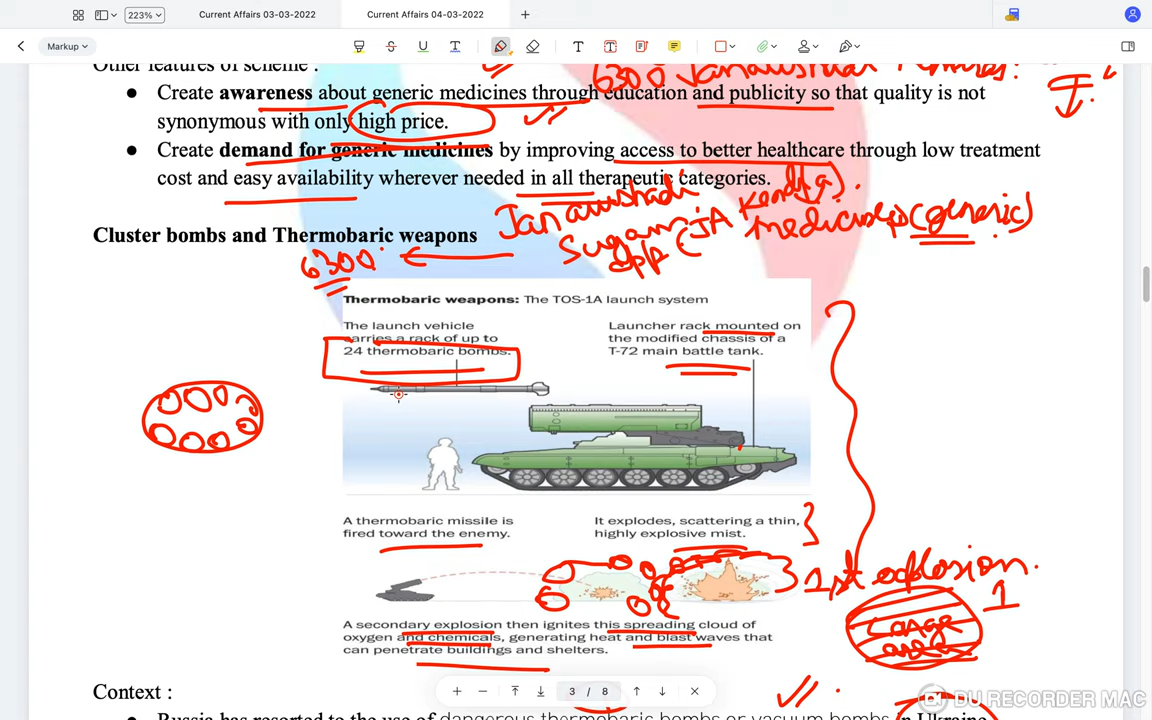 Current Affairs 03-03-2022
Current Affairs 04-03-2022
223%
Markup
Other features of scheme :
6300
Create awareness about generic medicines through education and publicity so that quality is not
synonymous with only high price.
Create demand for generic medicines by improving access to better healthcare through low treatment
cost and easy availability wherever needed in all therapeutic categories.
Janaushadi
Sugam
app (JA
medicines (generic)
Cluster bombs and Thermobaric weapons
6300
Thermobaric weapons: The TOS-1A launch system
The launch vehicle
carries a rack of up to
24 thermobaric bombs.
Launcher rack mounted on
the modified chassis of a
T-72 main battle tank.
A thermobaric missile is
fired toward the enemy.
It explodes, scattering a thin,
highly explosive mist.
1st explosion.
1
Large
area
A secondary explosion then ignites this spreading cloud of
oxygen and chemicals, generating heat and blast waves that
can penetrate buildings and shelters.
3 / 8
Context :
DU RECORDER MAC
Russia has resorted to the use of dangerous thermobaric bombs or vacuum bombs in Ukraine